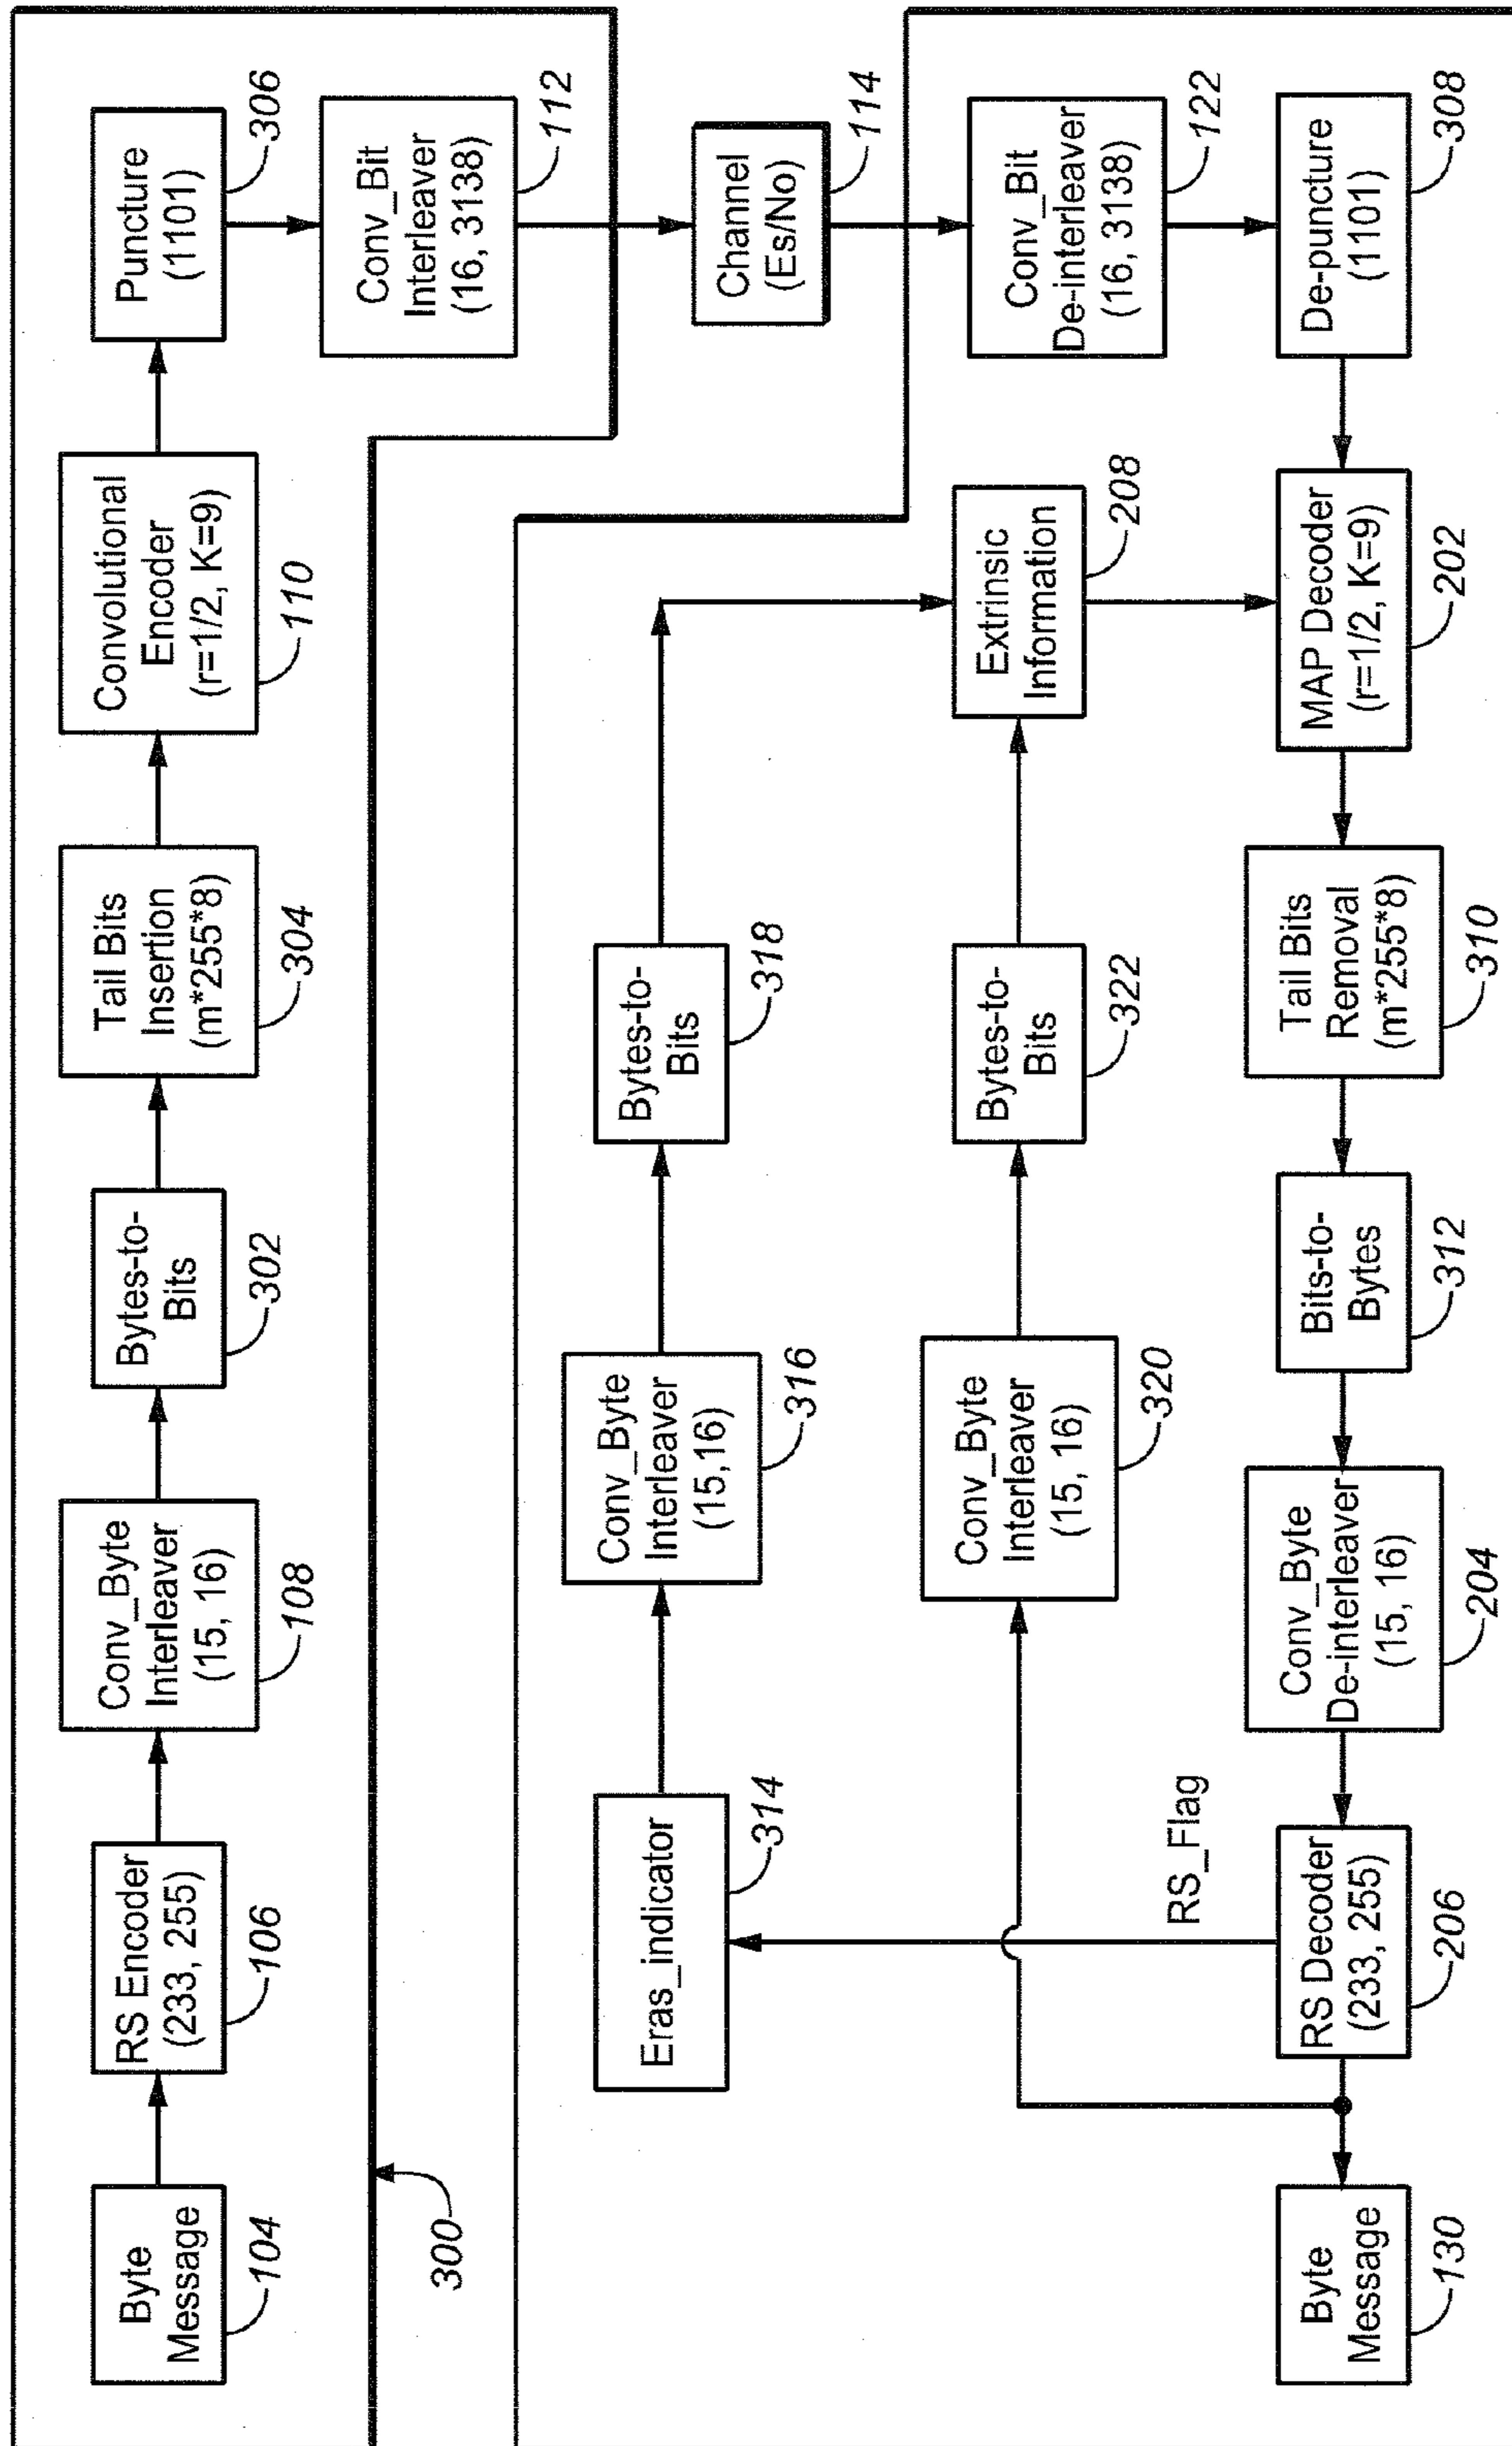 Byte
Message
104
RS Encoder
(233, 255)
106
Conv_Byte
Interleaver
(15, 16)
108
Bytes-to-
Bits
302
Tail Bits
Insertion
(m*255*8)
304
Convolutional
Encoder
(r=1/2, K=9)
110
Puncture
(1101)
306
Conv_Bit
Interleaver
(16, 3138)
112
300
Channel
(Es/No)
114
Eras_indicator
314
Conv_Byte
Interleaver
(15,16)
316
Bytes-to-
Bits
318
Conv_Byte
Interleaver
(15, 16)
320
Bytes-to-
Bits
322
Extrinsic
Information
208
Conv_Bit
De-interleaver
(16, 3138)
122
RS_Flag
Byte
Message
130
RS Decoder
(233, 255)
206
Conv_Byte
De-interleaver
(15, 16)
204
Bits-to-
Bytes
312
Tail Bits
Removal
(m*255*8)
310
MAP Decoder
(r=1/2, K=9)
202
De-puncture
(1101)
308